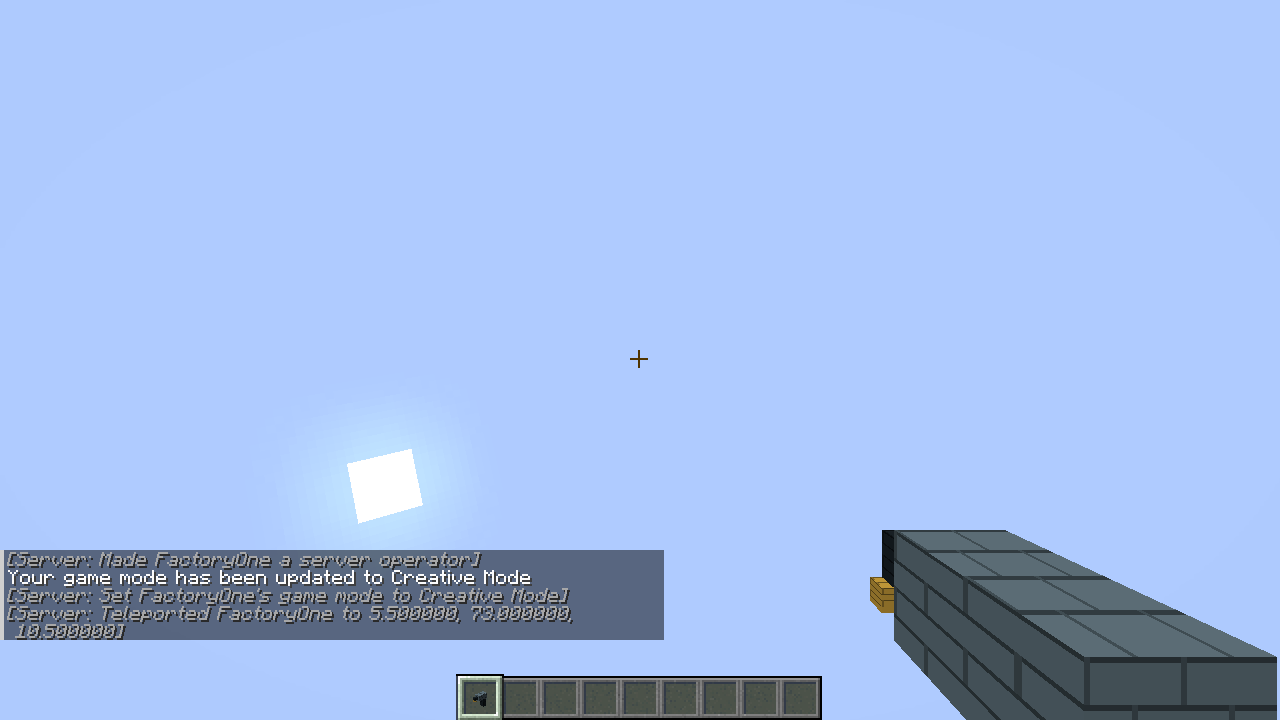 [Server: Made FactoryOne a server operator]
Your game mode has been updated to Creative Mode
[Server: Set FactoryOne's game mode to Creative Mode]
[Server: Teleported FactoryOne to 5.500000, 73.000000,
10.500000]